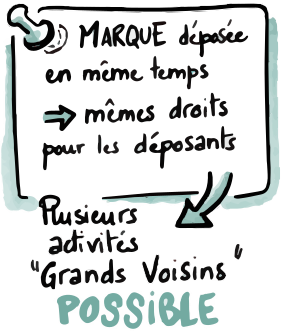 MARQUE déposée
en même temps
→ mêmes droits
pour les déposants
Plusieurs
activités
"Grands Voisins"
POSSIBLE